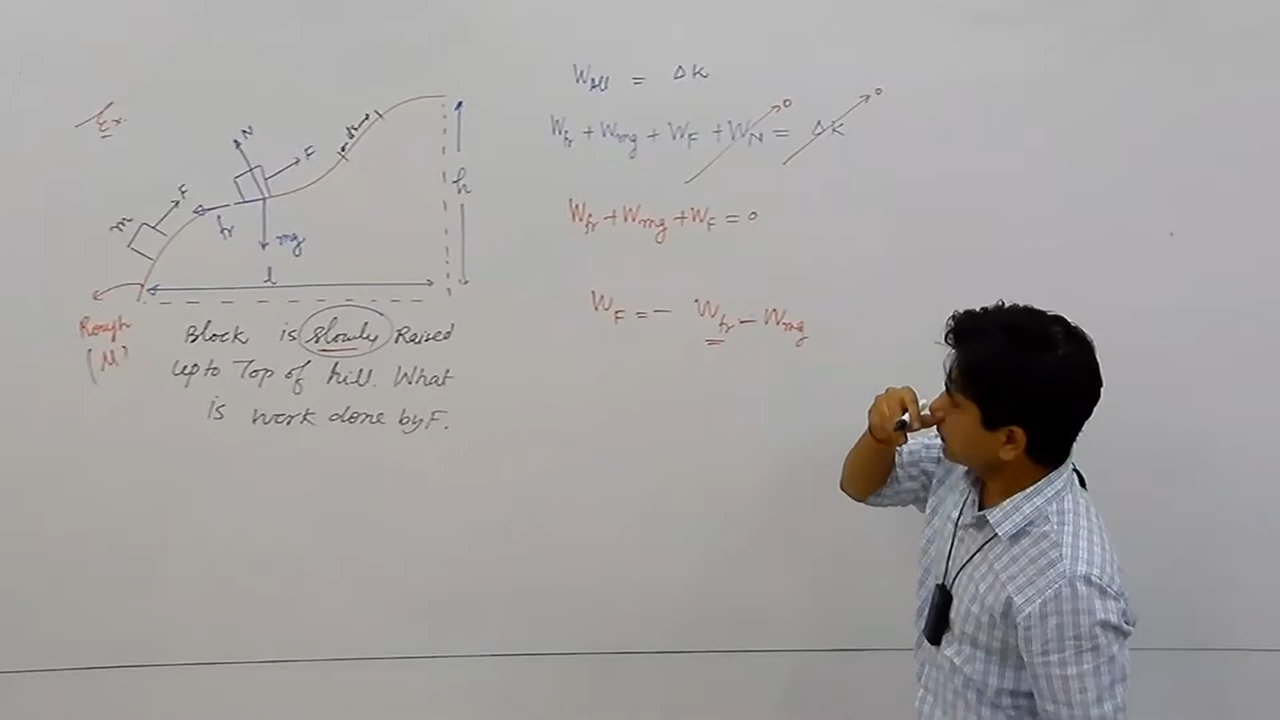 Ex.
N
F
F
m
fr
mg
h
l
Rough
(μ)
Block is slowly Raised
upto Top of hill. What
is work done by F.
W_All = ΔK
W_fr + W_mg + W_F + W_N = ΔK
0
0
W_fr + W_mg + W_F = 0
W_F = - W_fr - W_mg